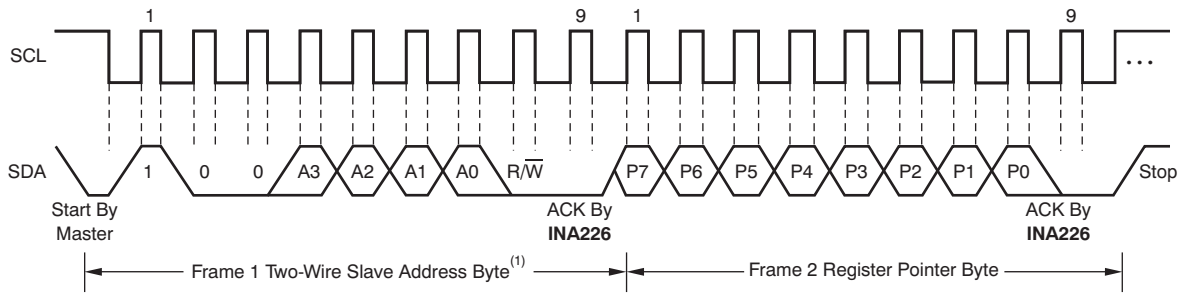 1 9 1 9
SCL ...
SDA 1 0 0 A3 A2 A1 A0 R/W̅ P7 P6 P5 P4 P3 P2 P1 P0 Stop
Start By ACK By ACK By
Master INA226 INA226
Frame 1 Two-Wire Slave Address Byte(1) Frame 2 Register Pointer Byte